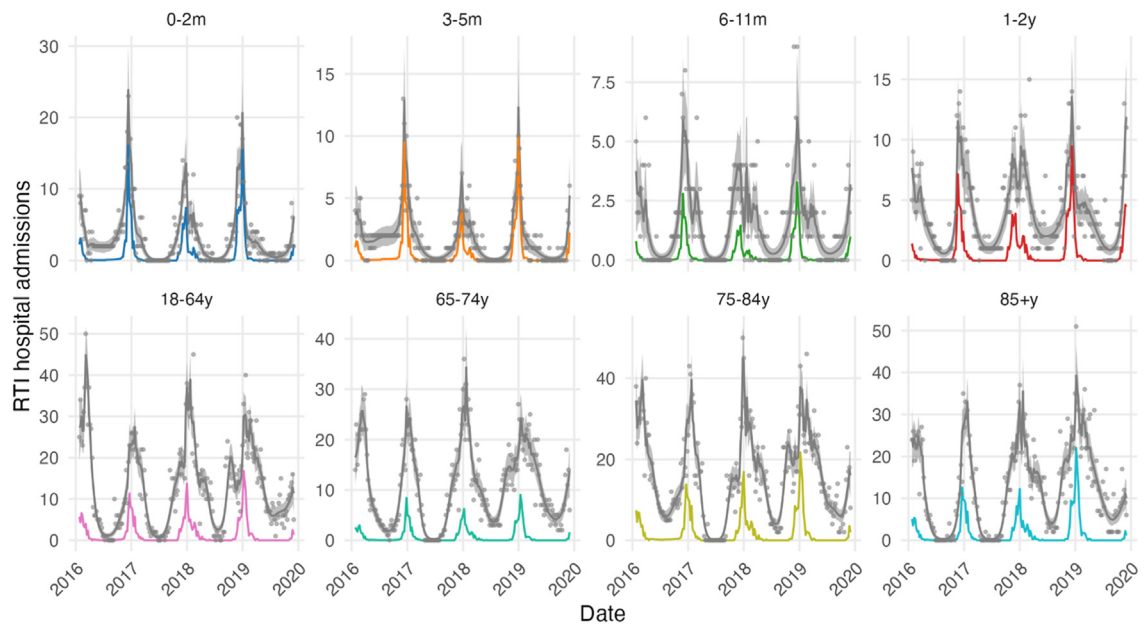 0-2m 3-5m 6-11m 1-2y
30 15 7.5 15
20 10 5.0 10
10 5 2.5 5
0 0 0.0 0
RTI hospital admissions
18-64y 65-74y 75-84y 85+y
50 40 40 50
40 30 20 40
30 20 0 30
20 10 20
10 0 10
0 0
2016 2017 2018 2019 2020 2016 2017 2018 2019 2020 2016 2017 2018 2019 2020 2016 2017 2018 2019 2020
Date